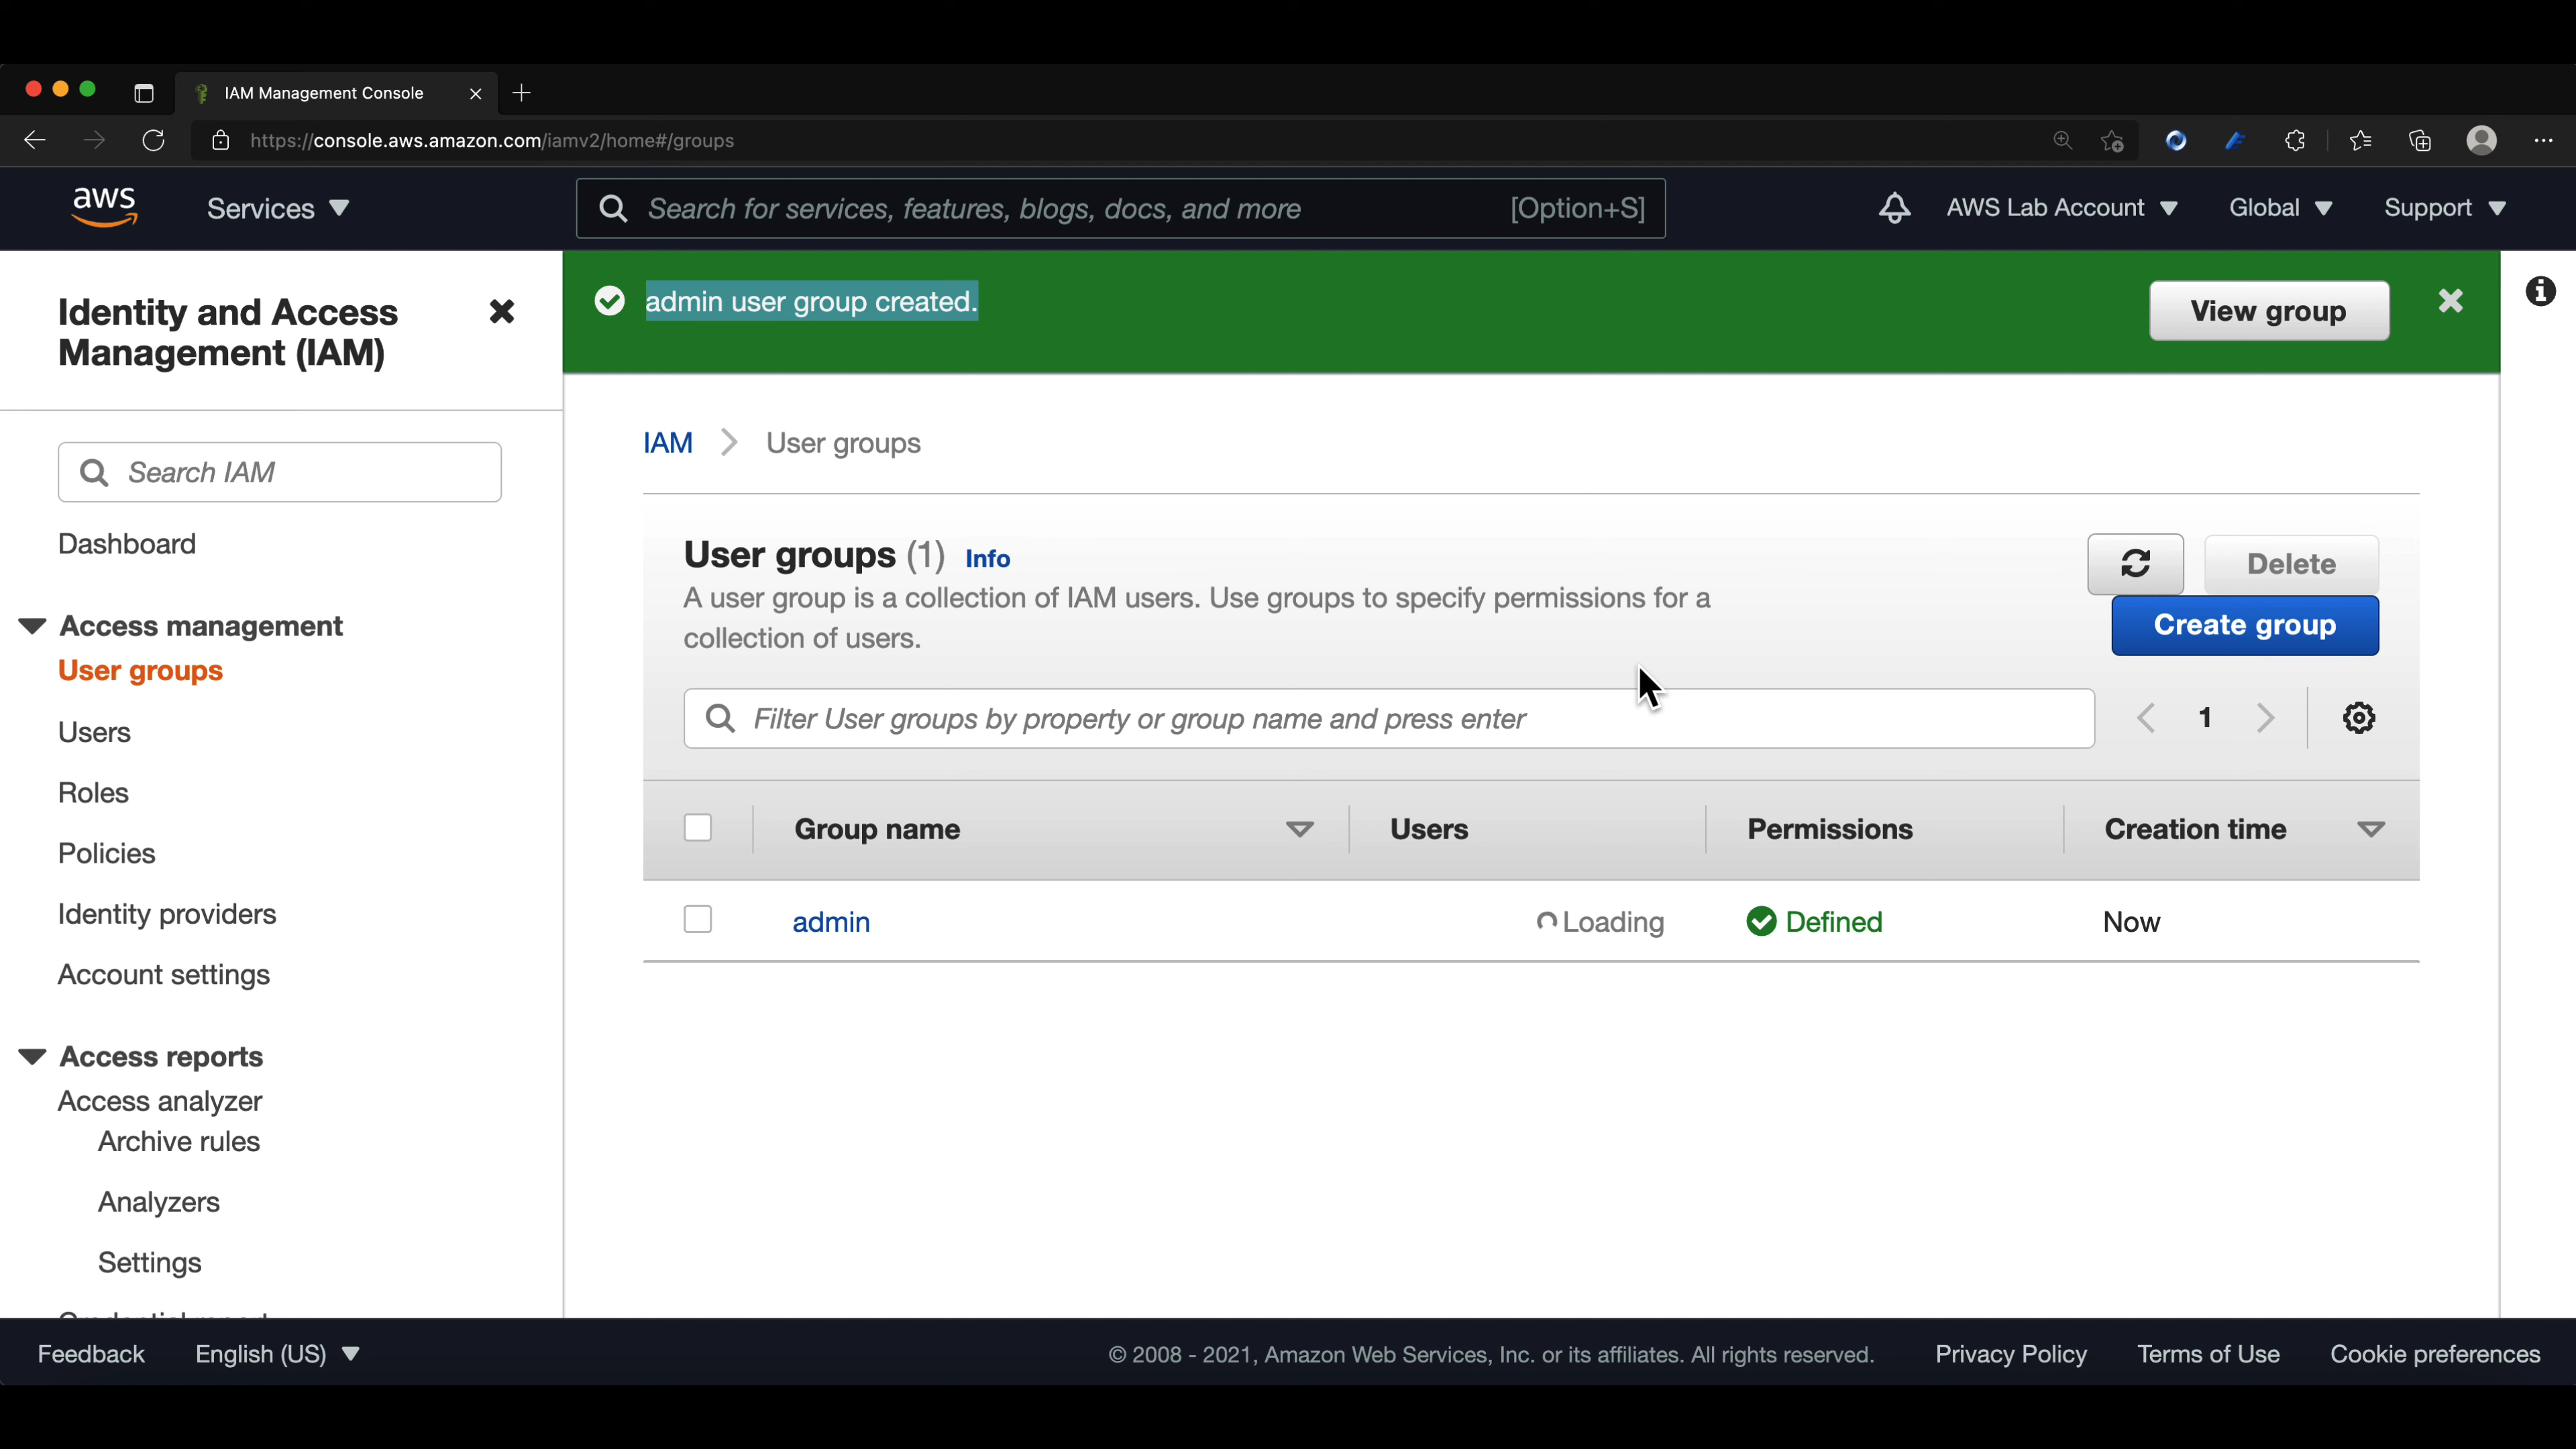 IAM Management Console
https://console.aws.amazon.com/iamv2/home#/groups
aws
Services
Search for services, features, blogs, docs, and more
[Option+S]
AWS Lab Account
Global
Support
Identity and Access
Management (IAM)
Search IAM
Dashboard
Access management
User groups
Users
Roles
Policies
Identity providers
Account settings
Access reports
Access analyzer
Archive rules
Analyzers
Settings
admin user group created.
View group
IAM
User groups
User groups (1) Info
A user group is a collection of IAM users. Use groups to specify permissions for a
collection of users.
Delete
Create group
Filter User groups by property or group name and press enter
1
Group name
Users
Permissions
Creation time
admin
Loading
Defined
Now
Feedback
English (US)
© 2008 - 2021, Amazon Web Services, Inc. or its affiliates. All rights reserved.
Privacy Policy
Terms of Use
Cookie preferences